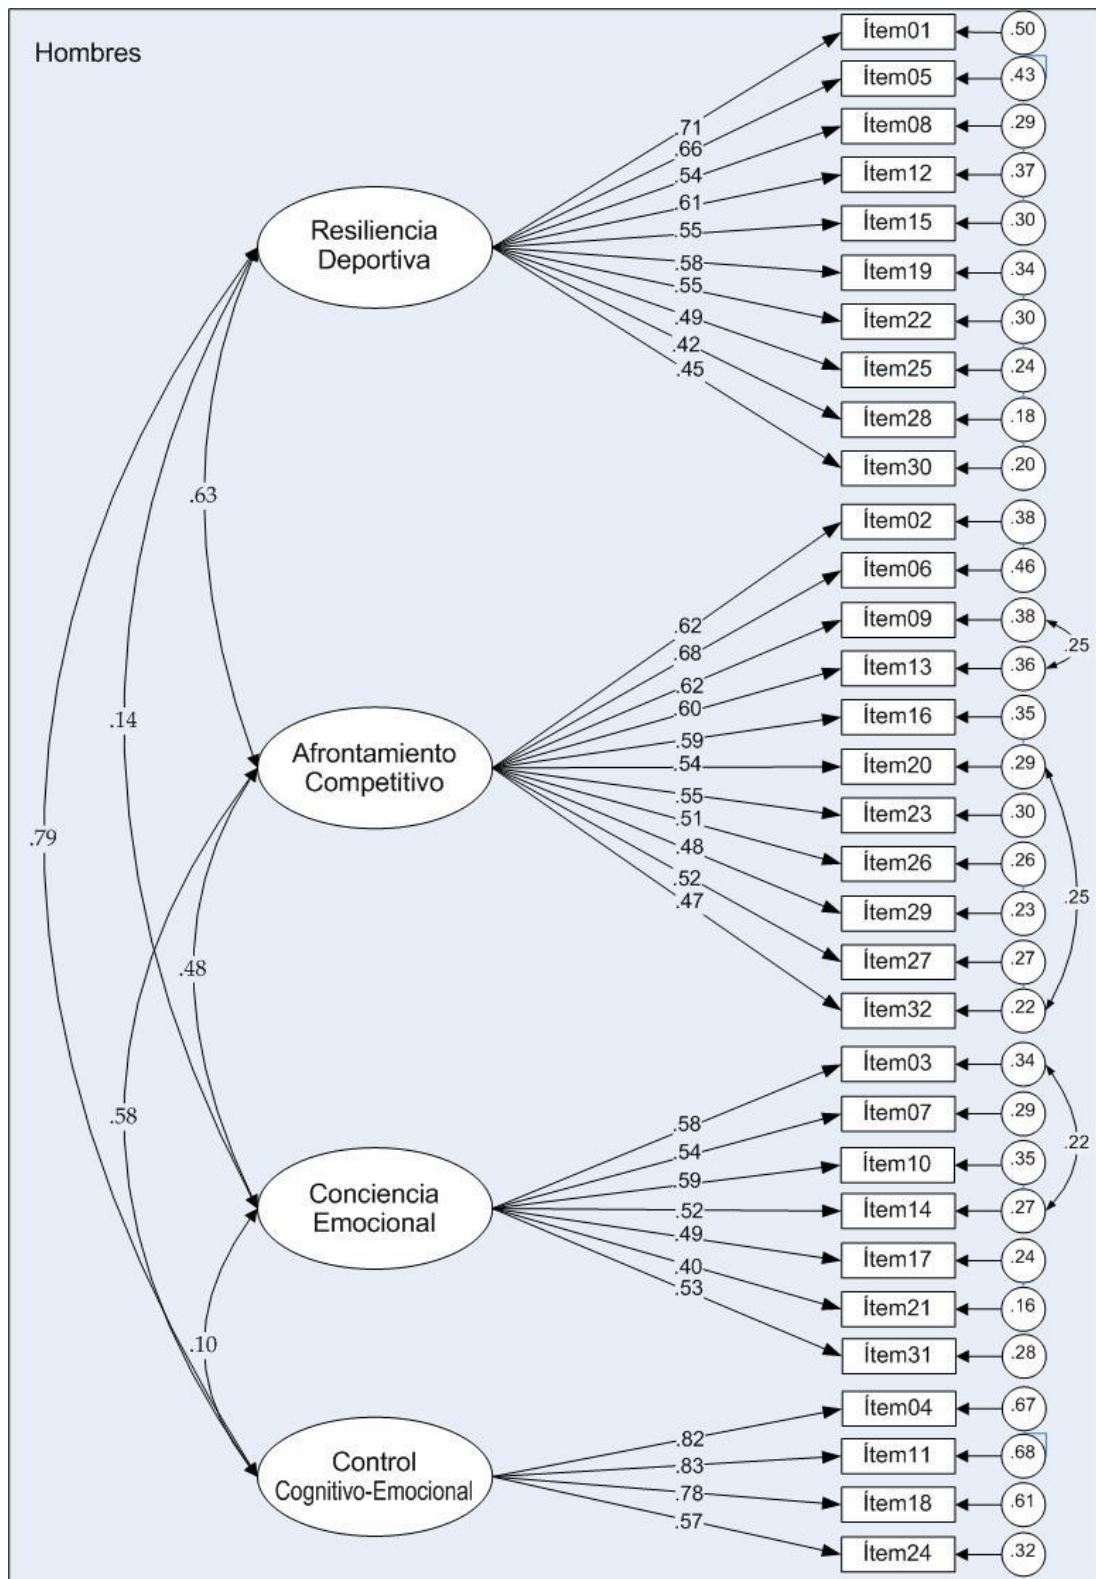 Hombres
.71
Ítem01
.50
.66
Ítem05
.43
.54
Ítem08
.29
.61
Ítem12
.37
.55
Ítem15
.30
.58
Ítem19
.34
.55
Ítem22
.30
.49
Ítem25
.24
.42
Ítem28
.18
.45
Ítem30
.20
Resiliencia
Deportiva
.63
.14
.79
.62
Ítem02
.38
.68
Ítem06
.46
.62
Ítem09
.38
.60
Ítem13
.36
.25
.59
Ítem16
.35
.54
Ítem20
.29
.55
Ítem23
.30
.51
Ítem26
.26
.48
Ítem29
.23
.52
Ítem27
.27
.47
Ítem32
.22
.25
Afrontamiento
Competitivo
.48
.58
.58
Ítem03
.34
.54
Ítem07
.29
.59
Ítem10
.35
.52
Ítem14
.27
.22
.49
Ítem17
.24
.40
Ítem21
.16
.53
Ítem31
.28
Conciencia
Emocional
.10
.82
Ítem04
.67
.83
Ítem11
.68
.78
Ítem18
.61
.57
Ítem24
.32
Control
Cognitivo-Emocional